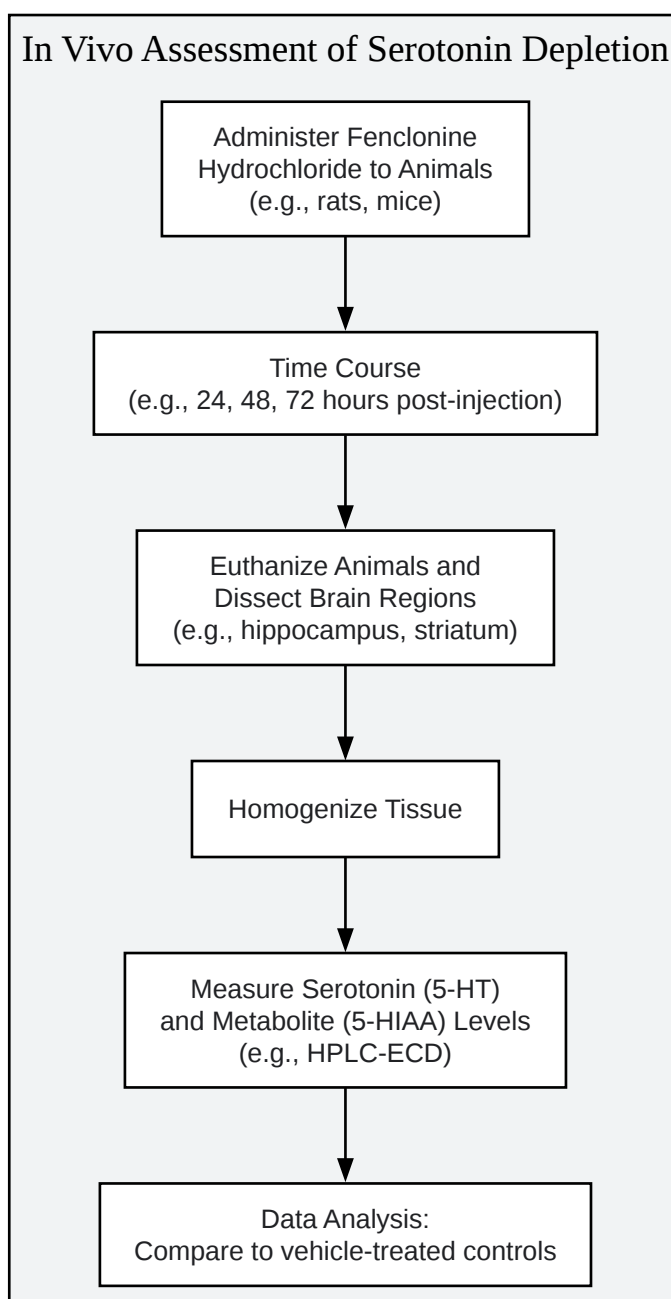 In Vivo Assessment of Serotonin Depletion
Administer Fenclonine
Hydrochloride to Animals
(e.g., rats, mice)
Time Course
(e.g., 24, 48, 72 hours post-injection)
Euthanize Animals and
Dissect Brain Regions
(e.g., hippocampus, striatum)
Homogenize Tissue
Measure Serotonin (5-HT)
and Metabolite (5-HIAA) Levels
(e.g., HPLC-ECD)
Data Analysis:
Compare to vehicle-treated controls